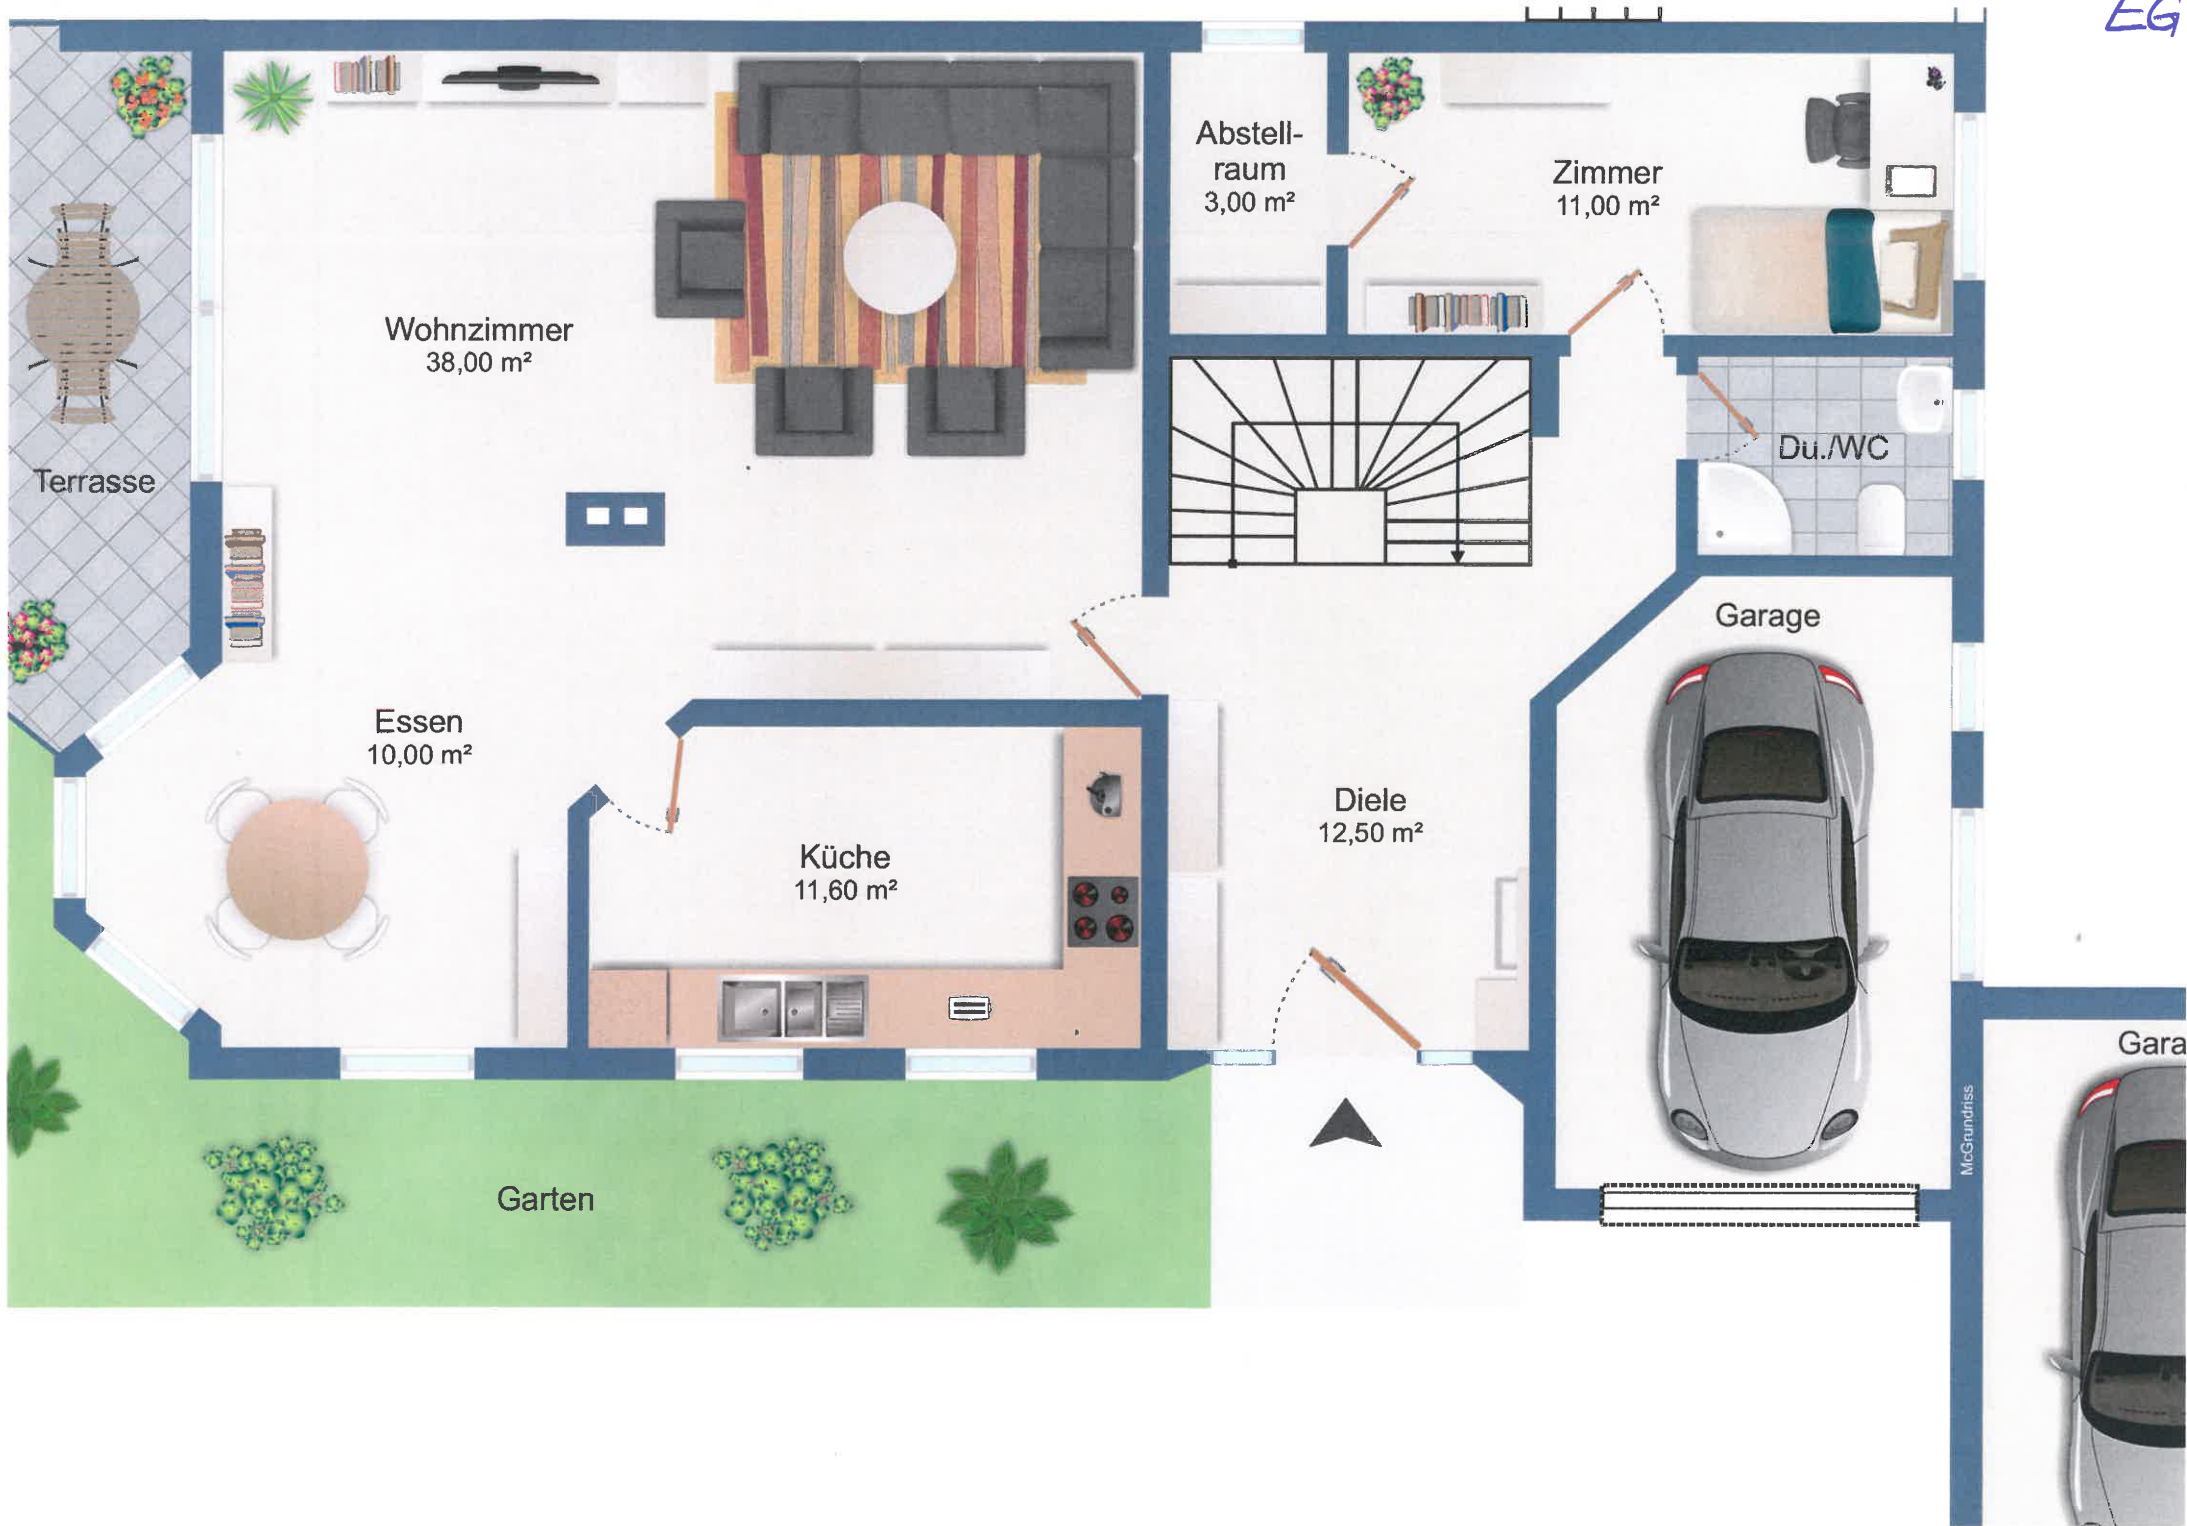 EG
Abstell-
raum
3,00 m²
Zimmer
11,00 m²
Wohnzimmer
38,00 m²
Terrasse
Du./WC
Garage
Essen
10,00 m²
Diele
12,50 m²
Küche
11,60 m²
Gara
McGrundriss
Garten